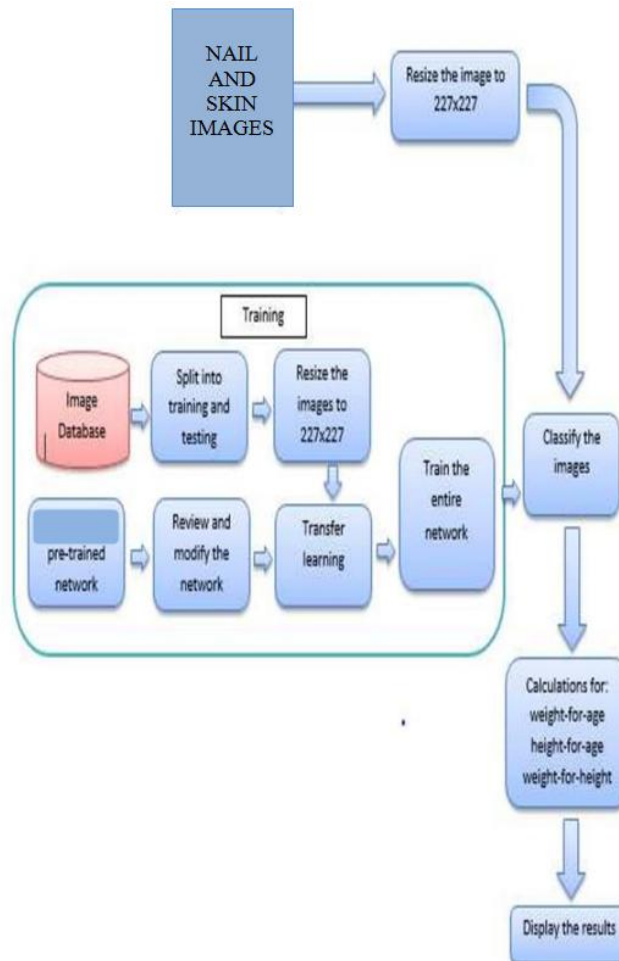 NAIL
AND
SKIN
IMAGES
Resize the image to
227x227
Training
Image
Database
Split into
training and
testing
Resize the
images to
227x227
pre-trained
network
Review and
modify the
network
Transfer
learning
Train the
entire
network
Classify the
images
Calculations for:
weight-for-age
height-for-age
weight-for-height
Display the results